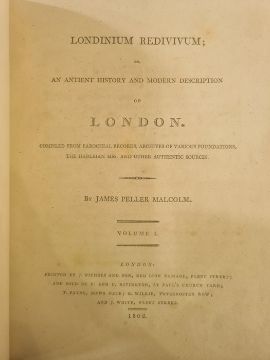 LONDINIUM REDIVIVUM;
OR,
AN ANTIENT HISTORY AND MODERN DESCRIPTION
OF
LONDON.
COMPILED FROM PAROCHIAL RECORDS, ARCHIVES OF VARIOUS FOUNDATIONS,
THE HARLEIAN MSS. AND OTHER AUTHENTIC SOURCES.
BY JAMES PELLER MALCOLM.
VOLUME I.
LONDON:
PRINTED BY J. NICHOLS AND SON, RED LION PASSAGE, FLEET STREET;
AND SOLD BY F. AND C. RIVINGTON, ST. PAUL'S CHURCH YARD;
T. PAYNE, MEWS GATE; G. WILKIE, PATERNOSTER ROW;
AND J. WHITE, FLEET STREET.
1802.